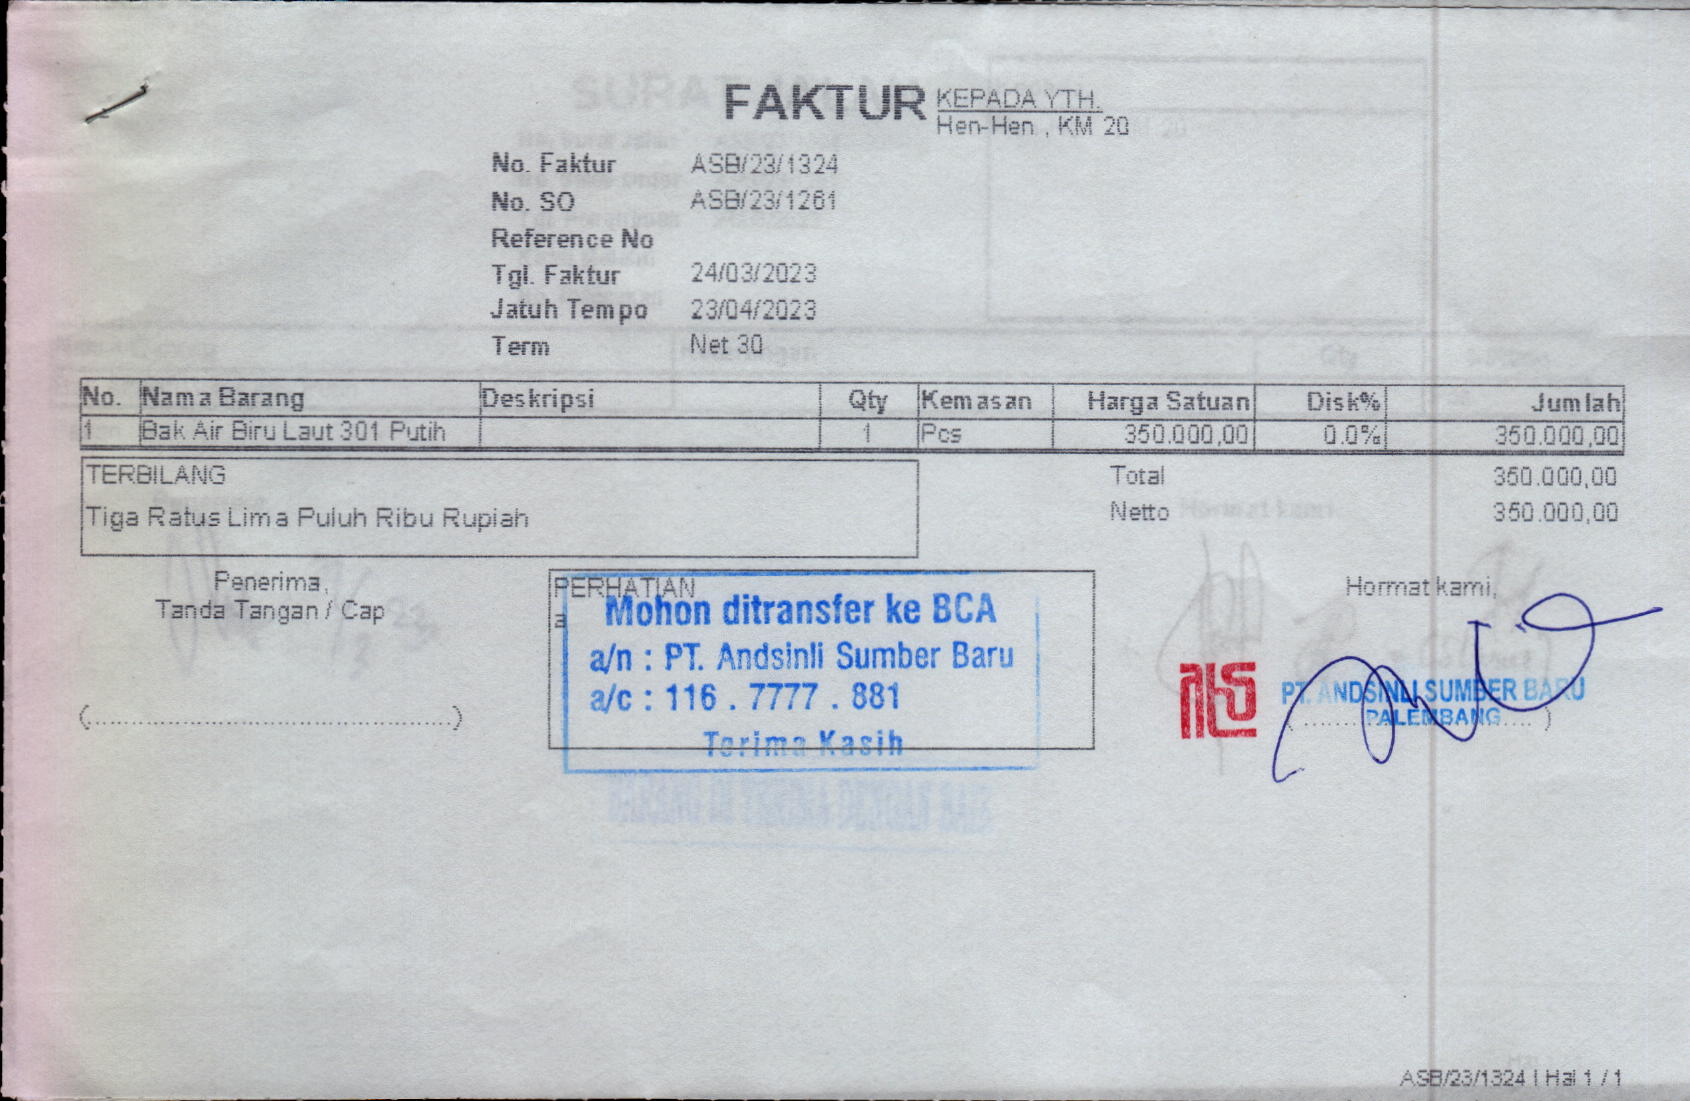 FAKTUR
KEPADA YTH.
Hen-Hen , KM 20
No. Faktur ASB/23/1324
No. SO ASB/23/1261
Reference No
Tgl. Faktur 24/03/2023
Jatuh Tempo 23/04/2023
Term Net 30
No. Nama Barang Deskripsi Qty Kemasan Harga Satuan Disk% Jumlah
1 Bak Air Biru Laut 301 Putih 1 Pcs 350.000,00 0.0% 350.000,00
TERBILANG
Tiga Ratus Lima Puluh Ribu Rupiah
Total 350.000,00
Netto 350.000,00
Penerima,
Tanda Tangan / Cap
(..................................................)
PERHATIAN
a
Mohon ditransfer ke BCA
a/n : PT. Andsinli Sumber Baru
a/c : 116 . 7777 . 881
Terima Kasih
Hormat kami,
PT. ANDSINLI SUMBER BARU
PALEMBANG
ASB/23/1324 | Hal 1 / 1